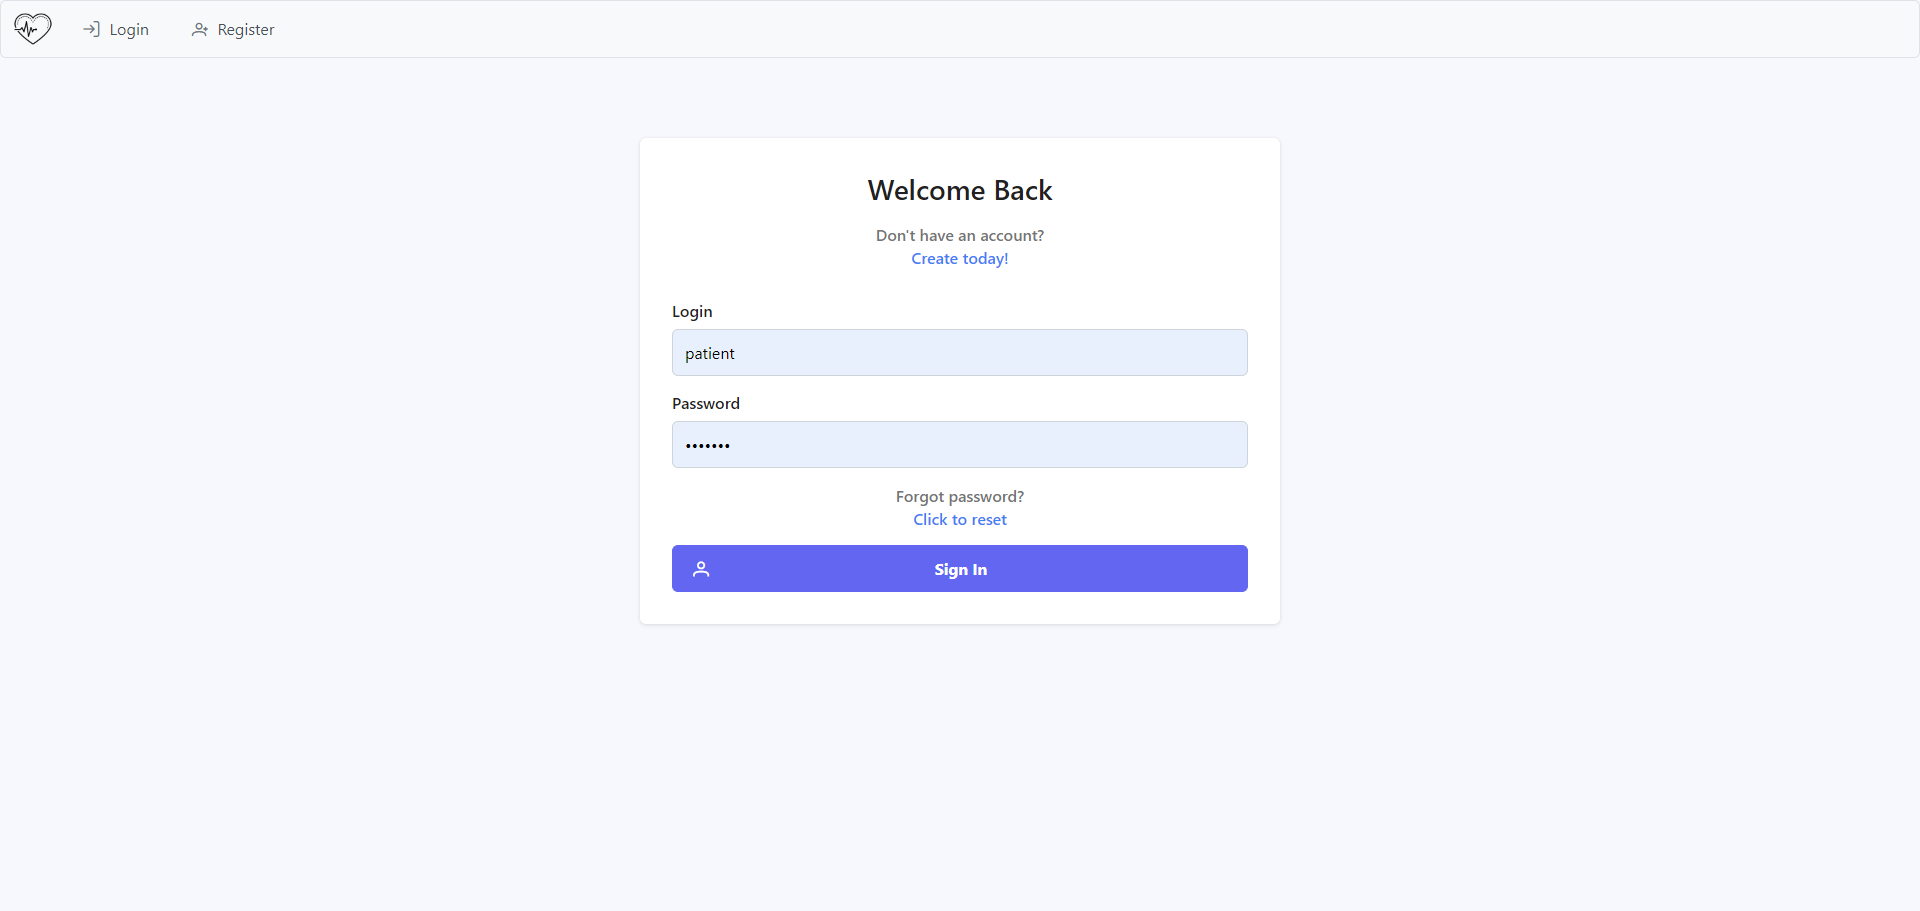 Login
Register
Welcome Back
Don't have an account?
Create today!
Login
patient
Password
•••••••
Forgot password?
Click to reset
Sign In